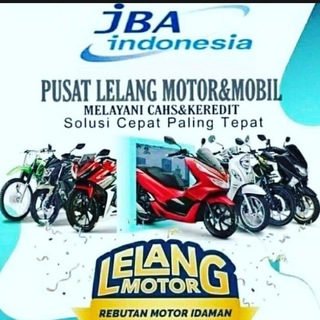 JBA
indonesia
PUSAT LELANG MOTOR&MOBIL
MELAYANI CAHS&KEREDIT
Solusi Cepat Paling Tepat
LELANG
MOTOR
REBUTAN MOTOR IDAMAN